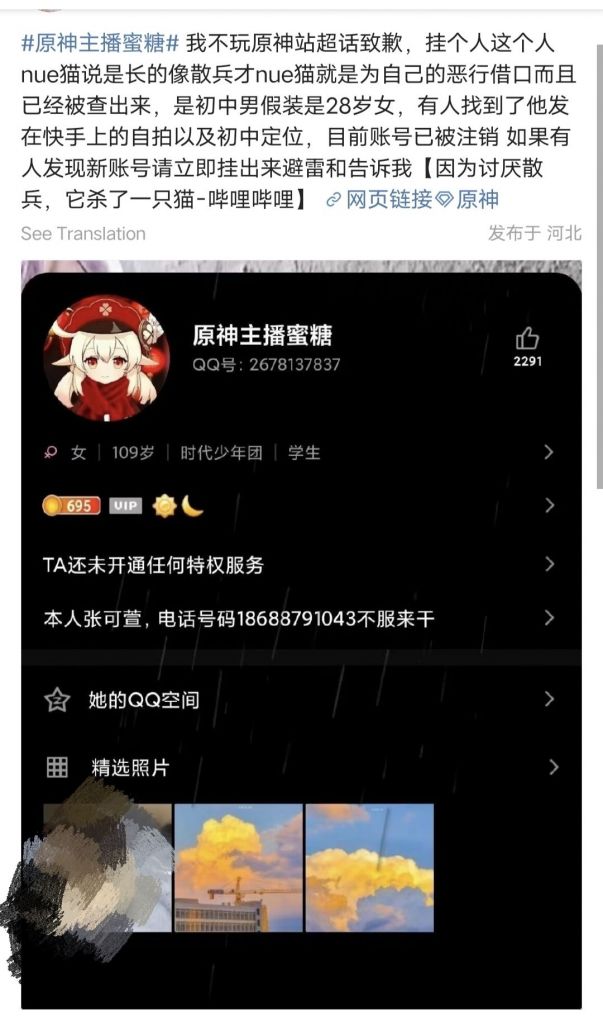 #原神主播蜜糖# 我不玩原神站超话致歉，挂个人这个人
nue猫说是长的像散兵才nue猫就是为自己的恶行借口而且
已经被查出来，是初中男假装是28岁女，有人找到了他发
在快手上的自拍以及初中定位，目前账号已被注销 如果有
人发现新账号请立即挂出来避雷和告诉我【因为讨厌散
兵，它杀了一只猫-哔哩哔哩】 网页链接 原神
See Translation
发布于 河北
原神主播蜜糖
QQ号：2678137837
2291
女 | 109岁 | 时代少年团 | 学生
695 VIP
TA还未开通任何特权服务
本人张可萱，电话号码18688791043不服来干
她的QQ空间
精选照片